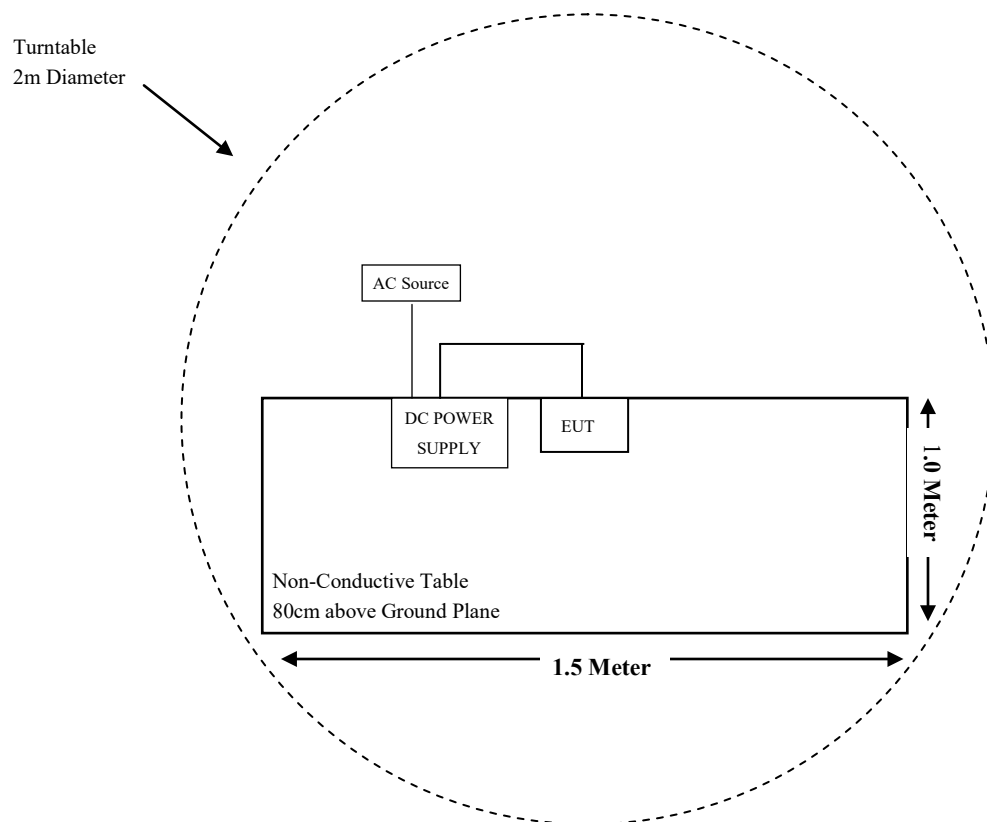 Turntable
2m Diameter
AC Source
DC POWER
SUPPLY
EUT
1.0 Meter
Non-Conductive Table
80cm above Ground Plane
1.5 Meter